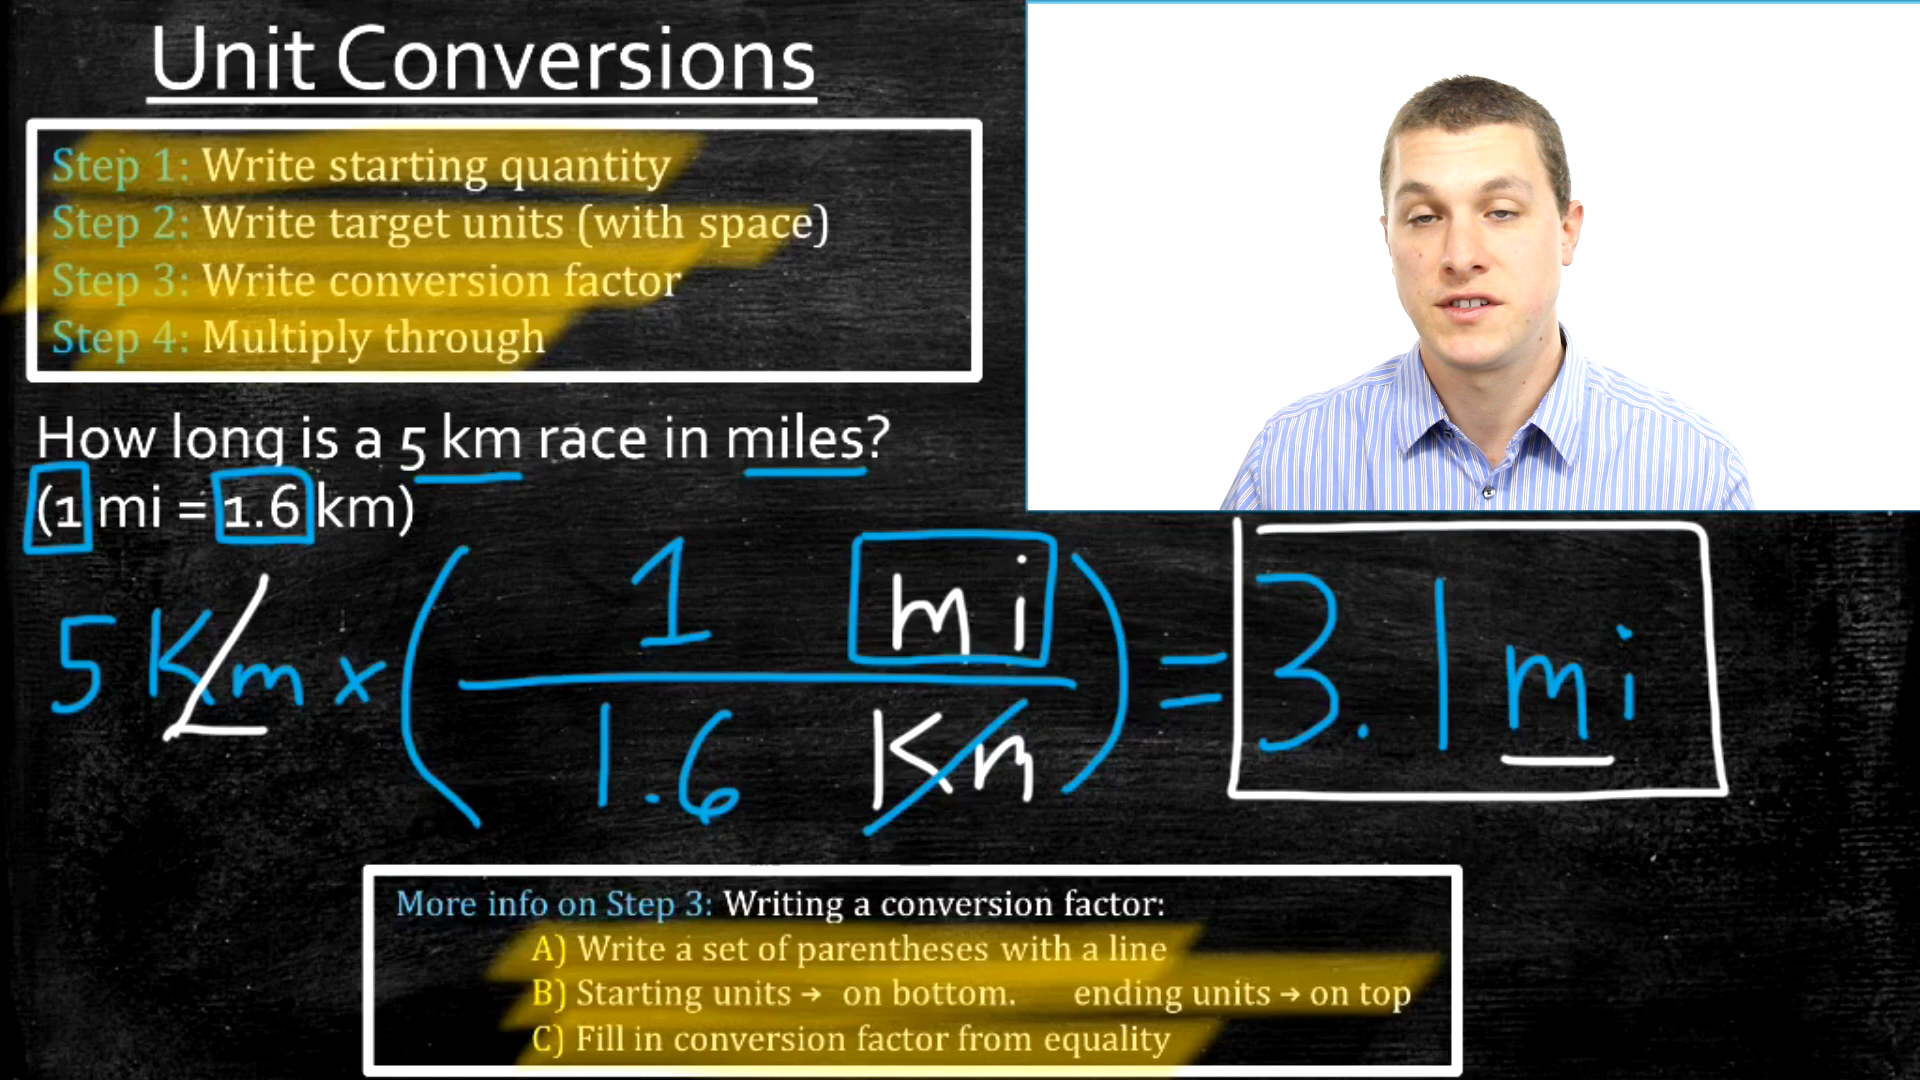 Unit Conversions
Step 1: Write starting quantity
Step 2: Write target units (with space)
Step 3: Write conversion factor
Step 4: Multiply through
How long is a 5 km race in miles?
(1 mi = 1.6 km)
5 Km x ( 1 mi / 1.6 Km ) = 3.1 mi
More info on Step 3: Writing a conversion factor:
A) Write a set of parentheses with a line
B) Starting units → on bottom. ending units → on top
C) Fill in conversion factor from equality